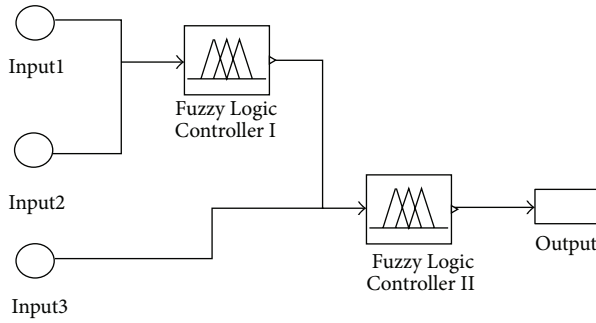 Input1
Fuzzy Logic
Controller I
Input2
Input3
Fuzzy Logic
Controller II
Output